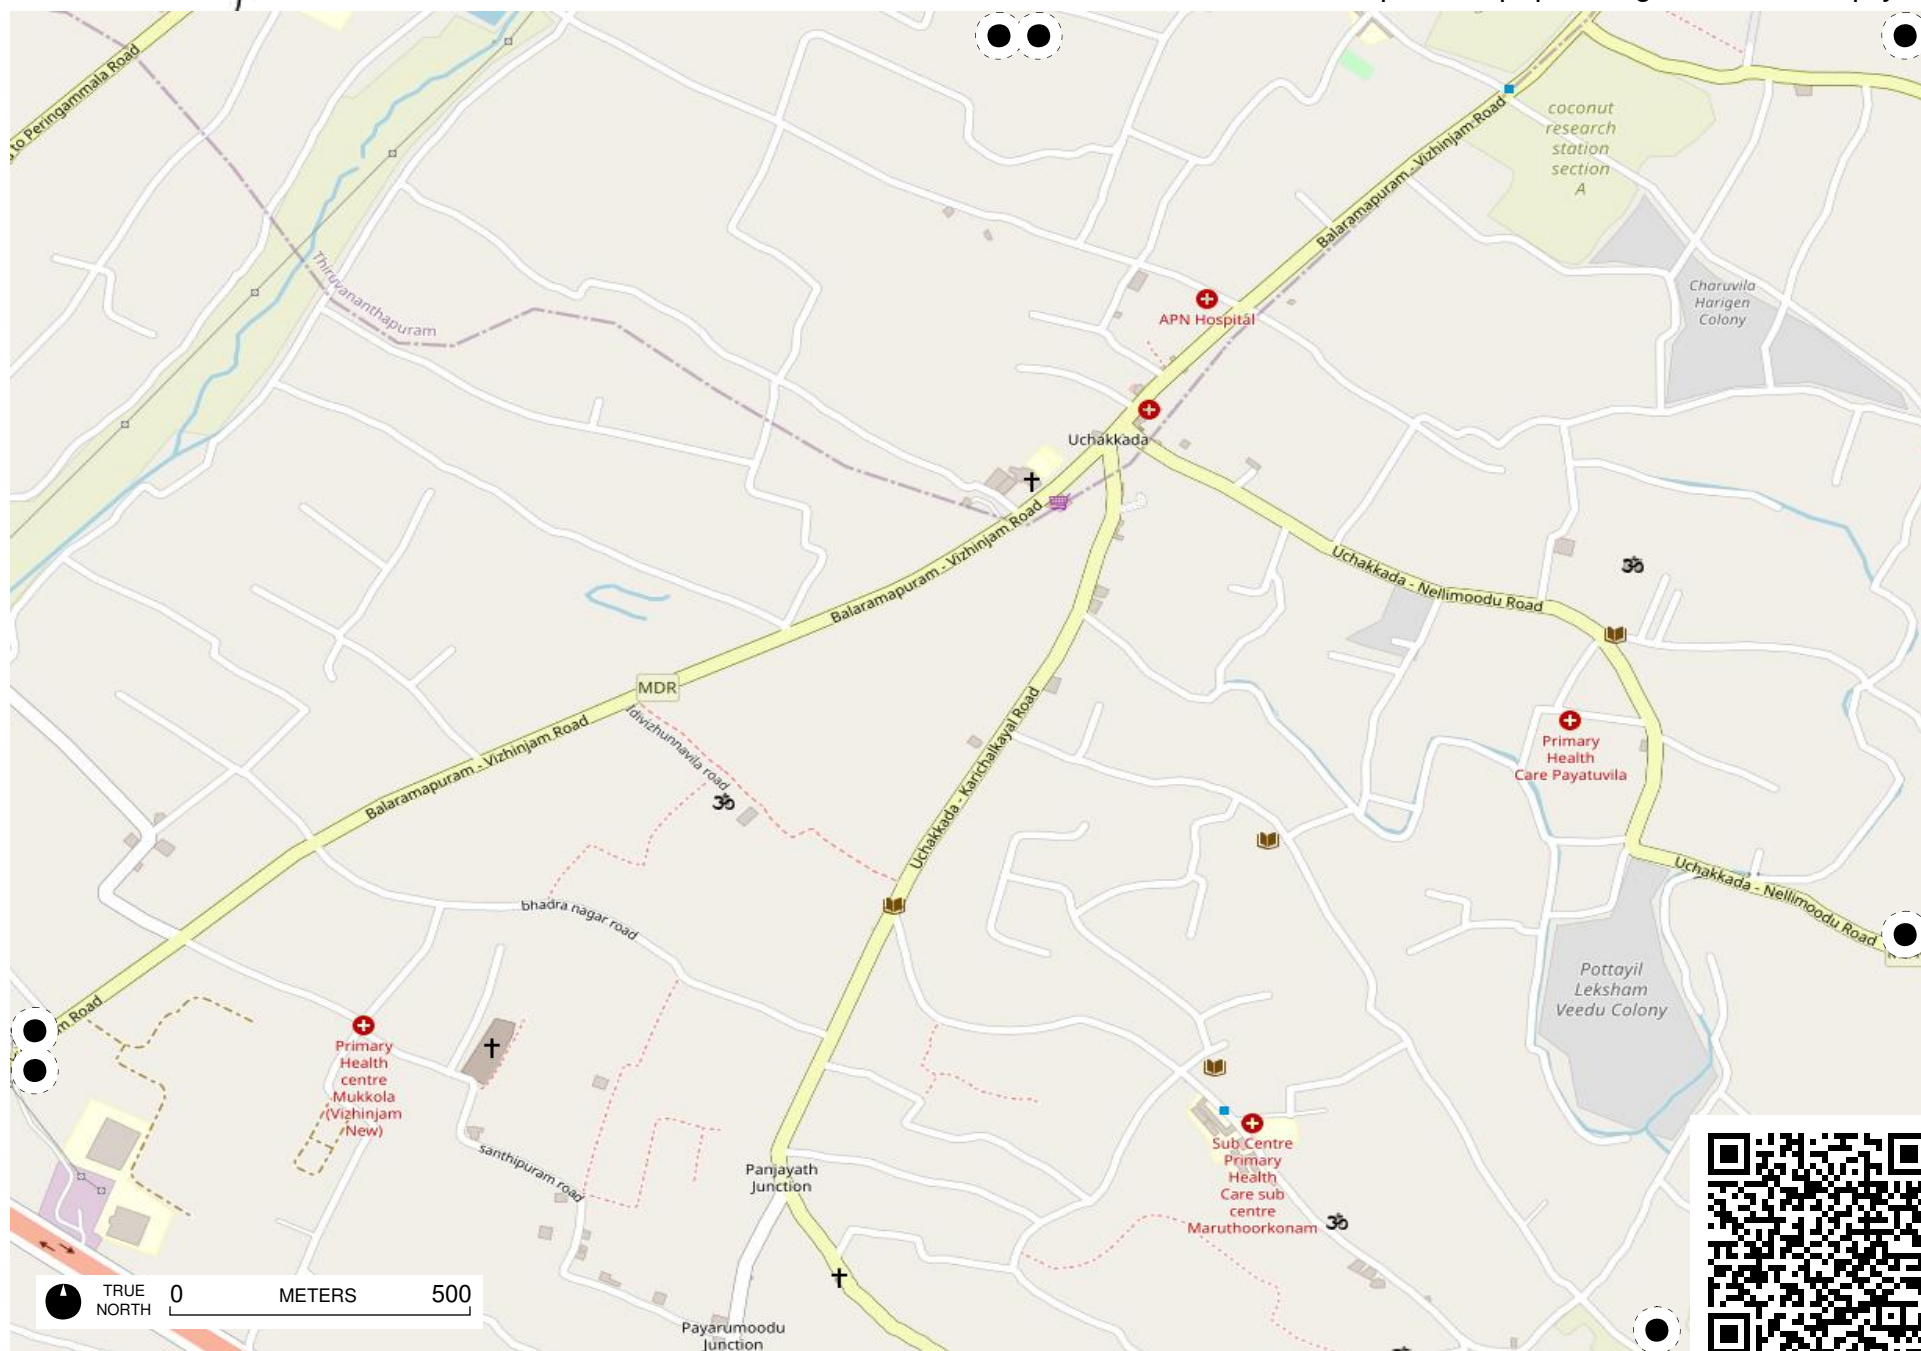 to Peringammala Road
Balaramapuram - Vizhinjam Road
coconut
research
station
section
A
Thiruvananthapuram
Charuvila
Harigen
Colony
APN Hospital
Uchakkada
Balaramapuram - Vizhinjam Road
Uchakkada - Nellimoodu Road
MDR
Idivizhunnavila road
Balaramapuram - Vizhinjam Road
Uchakkada - Karichalkayal Road
Primary
Health
Care Payatuvila
Uchakkada - Nellimoodu Road
bhadra nagar road
Pottayil
Leksham
Veedu Colony
Road
Primary
Health
centre
Mukkola
(Vizhinjam
New)
santhipuram road
Panjayath
Junction
Sub Centre
Primary
Health
Care sub
centre
Maruthoorkonam
TRUE
NORTH
0 METERS 500
Payarumoodu
Junction